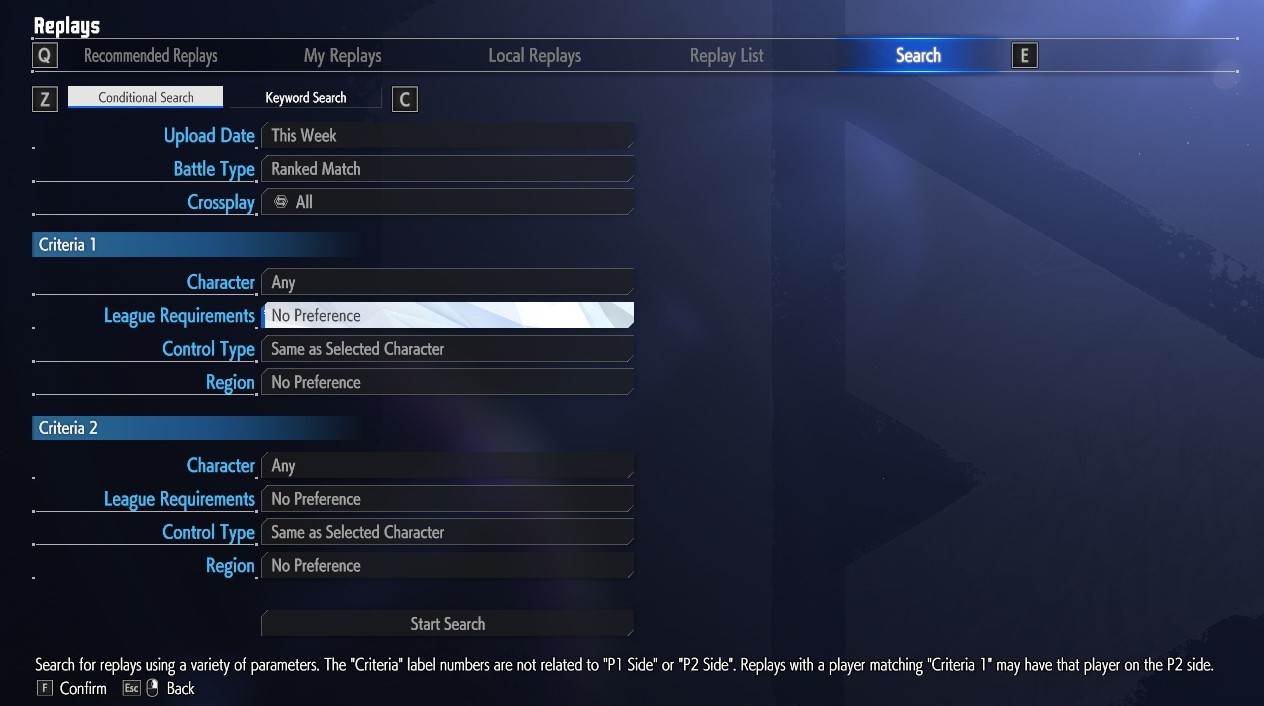 Replays
Q Recommended Replays My Replays Local Replays Replay List Search E
Z Conditional Search Keyword Search C
Upload Date This Week
Battle Type Ranked Match
Crossplay All
Criteria 1
Character Any
League Requirements No Preference
Control Type Same as Selected Character
Region No Preference
Criteria 2
Character Any
League Requirements No Preference
Control Type Same as Selected Character
Region No Preference
Start Search
Search for replays using a variety of parameters. The "Criteria" label numbers are not related to "P1 Side" or "P2 Side". Replays with a player matching "Criteria 1" may have that player on the P2 side.
F Confirm Esc Back